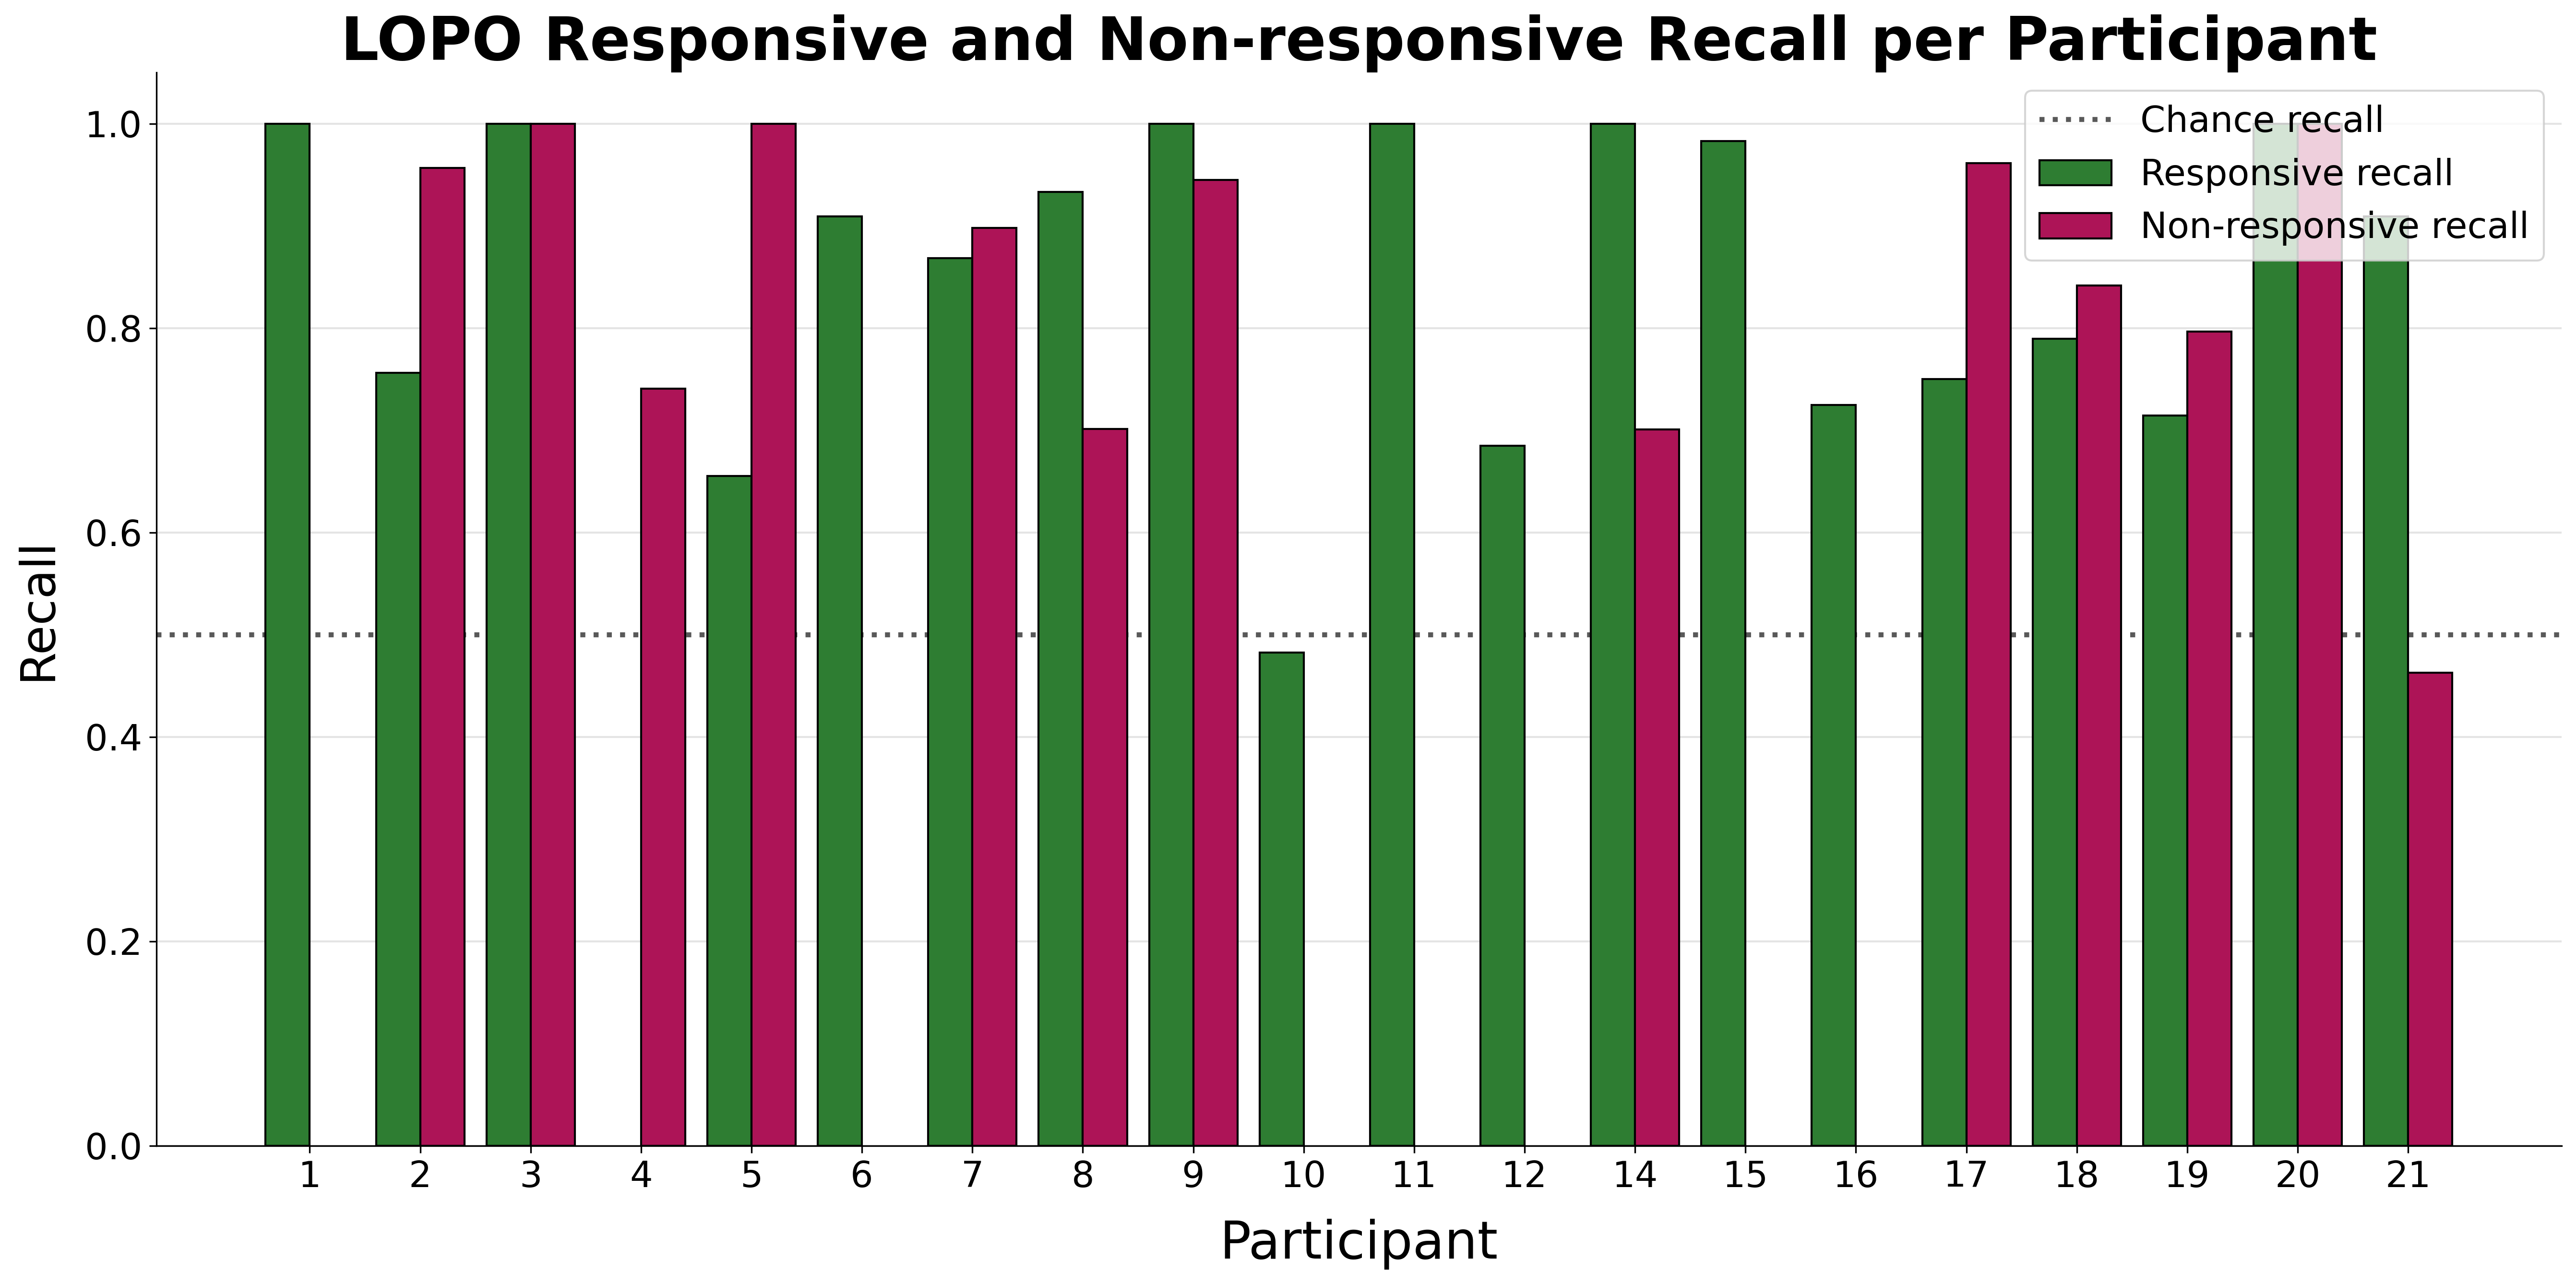 LOPO Responsive and Non-responsive Recall per Participant
Chance recall
Responsive recall
Non-responsive recall
1.0
0.8
0.6
0.4
0.2
0.0
Recall
1 2 3 4 5 6 7 8 9 10 11 12 14 15 16 17 18 19 20 21
Participant